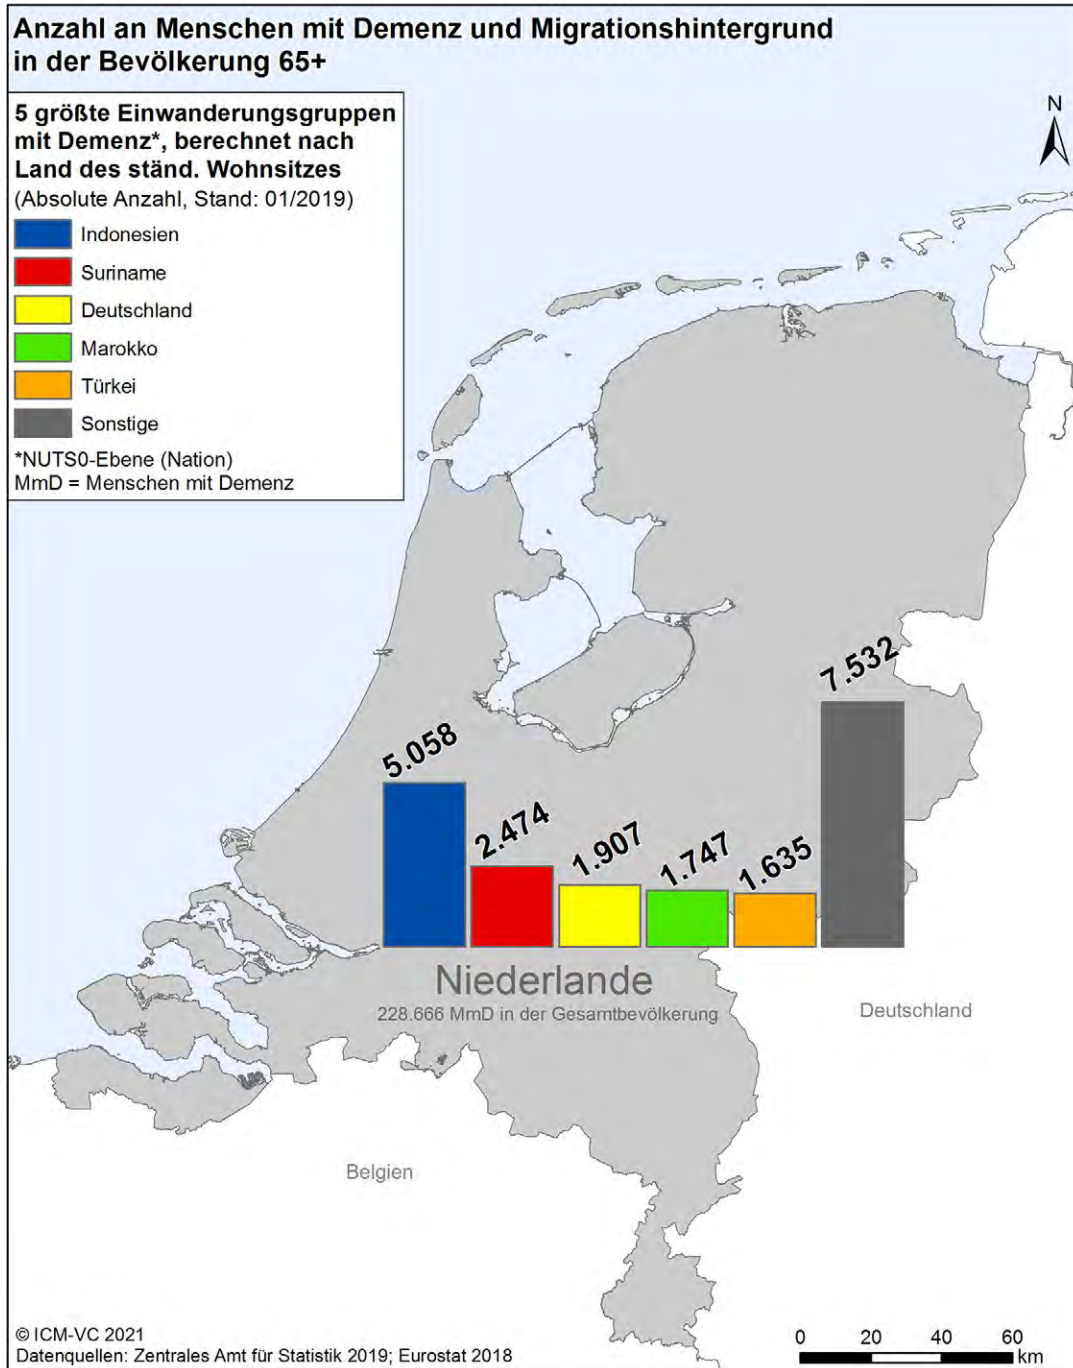 Anzahl an Menschen mit Demenz und Migrationshintergrund
in der Bevölkerung 65+
5 größte Einwanderungsgruppen
mit Demenz*, berechnet nach
Land des ständ. Wohnsitzes
(Absolute Anzahl, Stand: 01/2019)
Indonesien
Suriname
Deutschland
Marokko
Türkei
Sonstige
*NUTS0-Ebene (Nation)
MmD = Menschen mit Demenz
N
5.058
2.474
1.907
1.747
1.635
7.532
Niederlande
228.666 MmD in der Gesamtbevölkerung
Deutschland
Belgien
© ICM-VC 2021
Datenquellen: Zentrales Amt für Statistik 2019; Eurostat 2018
0 20 40 60
km